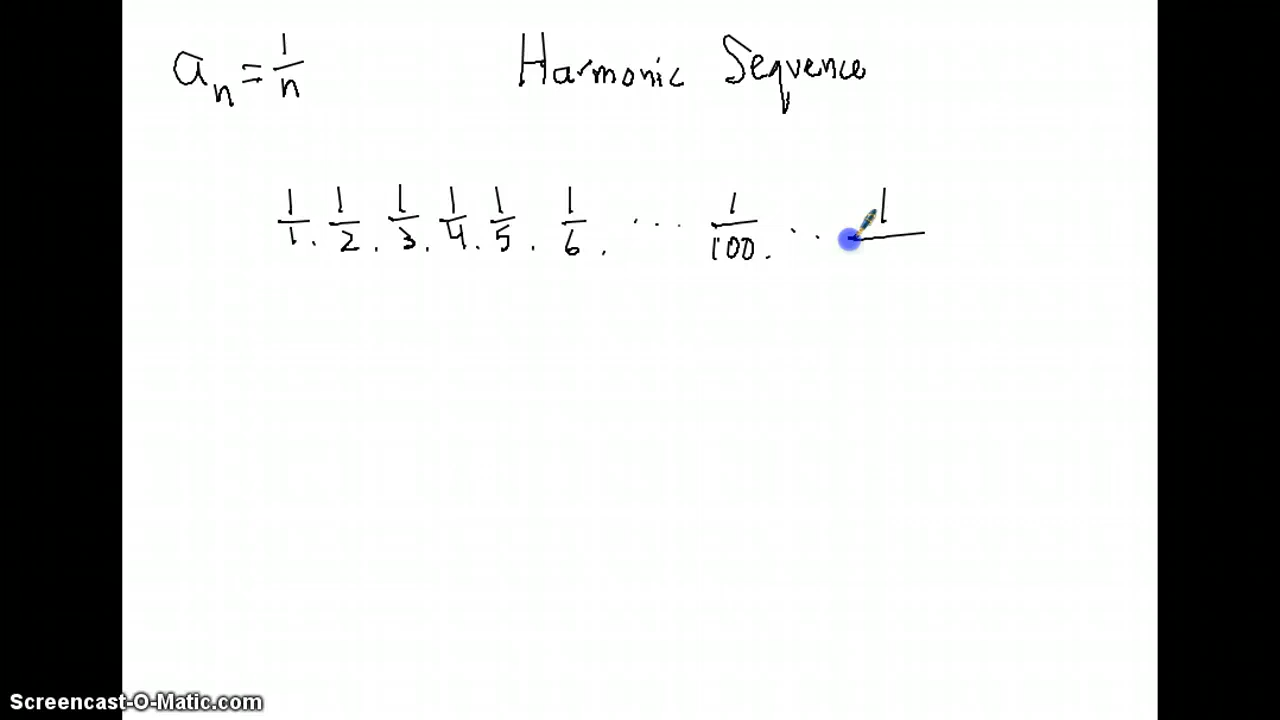 a_n = 1/n Harmonic Sequence
1/1, 1/2, 1/3, 1/4, 1/5, 1/6, ... 1/100, .. 1/
Screencast-O-Matic.com